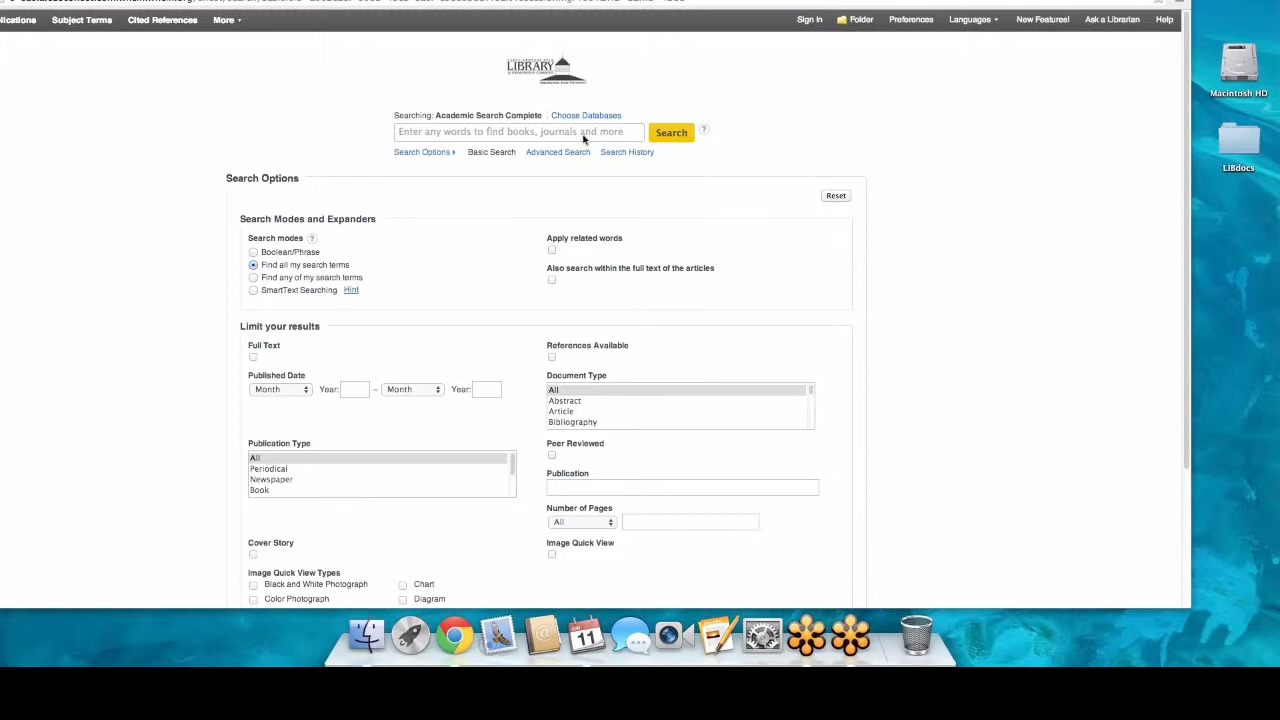 lications Subject Terms Cited References More Sign In Folder Preferences Languages New Features! Ask a Librarian Help
LIBRARY
Searching: Academic Search Complete Choose Databases
Enter any words to find books, journals and more Search ?
Search Options Basic Search Advanced Search Search History
Search Options
Reset
Search Modes and Expanders
Search modes ?
Boolean/Phrase
Find all my search terms
Find any of my search terms
SmartText Searching Hint
Apply related words
Also search within the full text of the articles
Limit your results
Full Text
References Available
Published Date
Month Year: – Month Year:
Document Type
All
Abstract
Article
Bibliography
Publication Type
All
Periodical
Newspaper
Book
Peer Reviewed
Publication
Number of Pages
All
Cover Story
Image Quick View
Image Quick View Types
Black and White Photograph Chart
Color Photograph Diagram
Macintosh HD
LIBdocs
11